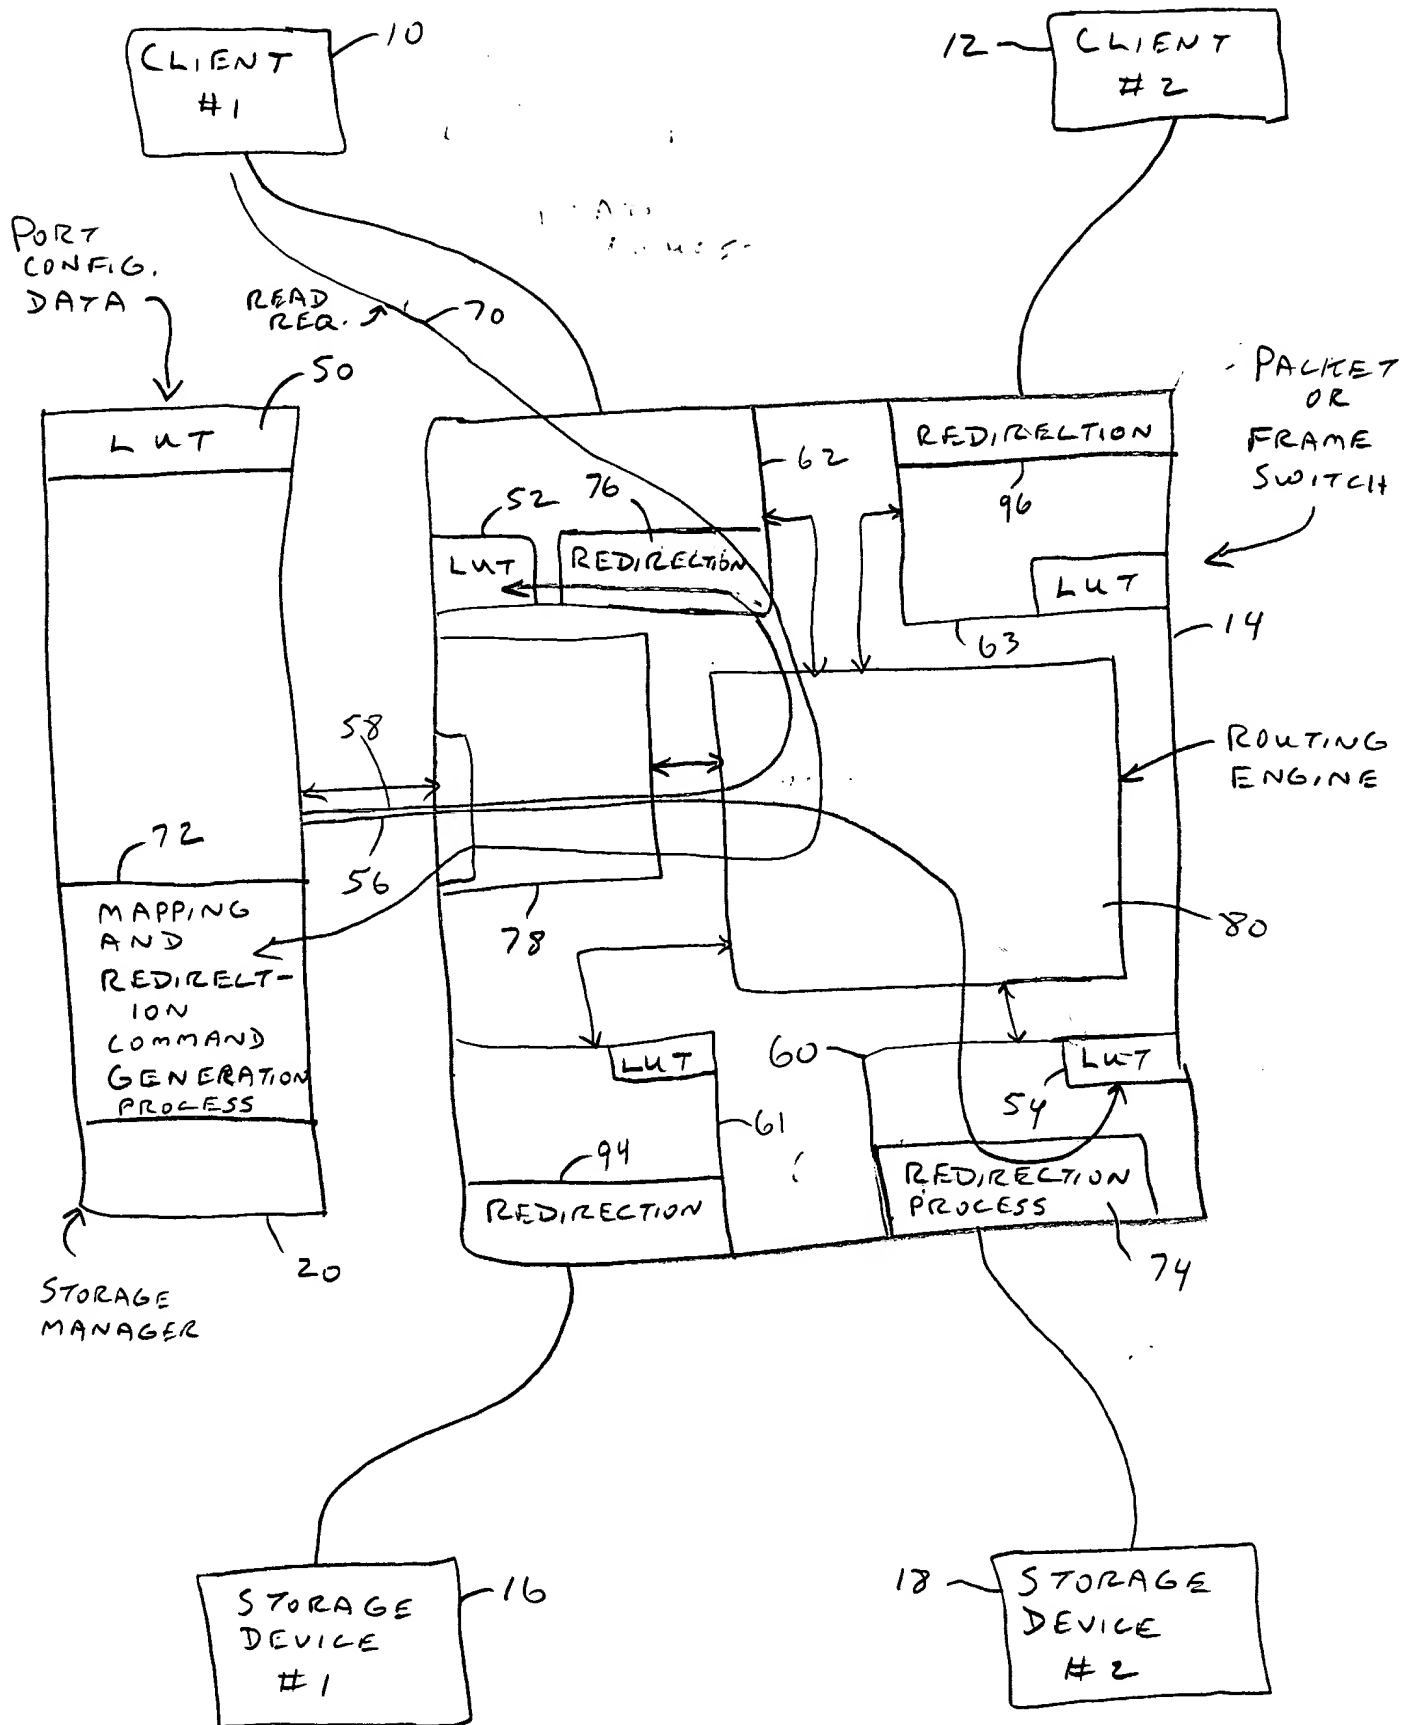 CLIENT
#1
10
12
CLIENT
#2
PORT
CONFIG.
DATA
READ
REQ.
70
50
LUT
PACKET
OR
FRAME
SWITCH
REDIRECTION
96
62
52
76
LUT
REDIRECTION
LUT
63
14
58
56
ROUTING
ENGINE
72
MAPPING
AND
REDIRECT-
ION
COMMAND
GENERATION
PROCESS
78
80
LUT
60
LUT
54
61
94
REDIRECTION
REDIRECTION
PROCESS
74
20
STORAGE
MANAGER
STORAGE
DEVICE
#1
16
18
STORAGE
DEVICE
#2